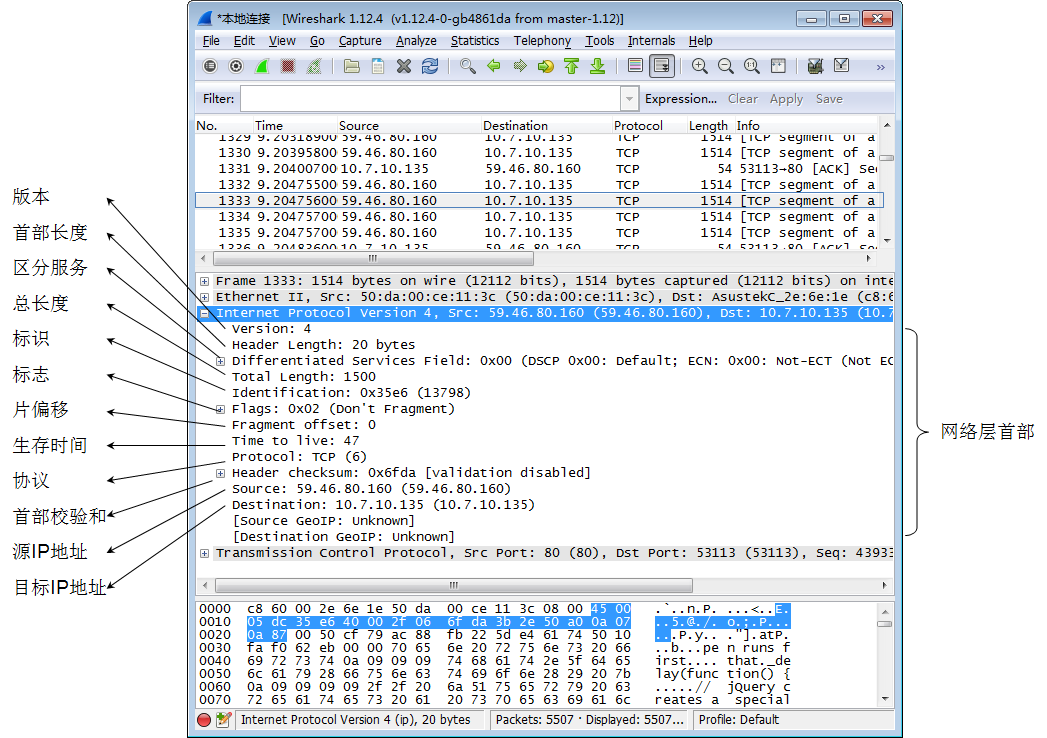 *本地连接 [Wireshark 1.12.4 (v1.12.4-0-gb4861da from master-1.12)]
File Edit View Go Capture Analyze Statistics Telephony Tools Internals Help
Filter: Expression... Clear Apply Save
No. Time Source Destination Protocol Length Info
1329 9.20318900 59.46.80.160 10.7.10.135 TCP 1514 [TCP segment of a
1330 9.20395800 59.46.80.160 10.7.10.135 TCP 1514 [TCP segment of a
1331 9.20400700 10.7.10.135 59.46.80.160 TCP 54 53113→80 [ACK] Se
1332 9.20475500 59.46.80.160 10.7.10.135 TCP 1514 [TCP segment of a
1333 9.20475600 59.46.80.160 10.7.10.135 TCP 1514 [TCP segment of a
1334 9.20475700 59.46.80.160 10.7.10.135 TCP 1514 [TCP segment of a
1335 9.20475700 59.46.80.160 10.7.10.135 TCP 1514 [TCP segment of a
1336 9.20483600 10.7.10.135 59.46.80.160 TCP 54 53113→80 [ACK] Se
版本
首部长度
区分服务
总长度
标识
标志
片偏移
生存时间
协议
首部校验和
源IP地址
目标IP地址
Frame 1333: 1514 bytes on wire (12112 bits), 1514 bytes captured (12112 bits) on inte
Ethernet II, Src: 50:da:00:ce:11:3c (50:da:00:ce:11:3c), Dst: AsustekC_2e:6e:1e (c8:6
Internet Protocol Version 4, Src: 59.46.80.160 (59.46.80.160), Dst: 10.7.10.135 (10.7
Version: 4
Header Length: 20 bytes
Differentiated Services Field: 0x00 (DSCP 0x00: Default; ECN: 0x00: Not-ECT (Not EC
Total Length: 1500
Identification: 0x35e6 (13798)
Flags: 0x02 (Don't Fragment)
Fragment offset: 0
Time to live: 47
Protocol: TCP (6)
Header checksum: 0x6fda [validation disabled]
Source: 59.46.80.160 (59.46.80.160)
Destination: 10.7.10.135 (10.7.10.135)
[Source GeoIP: Unknown]
[Destination GeoIP: Unknown]
Transmission Control Protocol, Src Port: 80 (80), Dst Port: 53113 (53113), Seq: 43933
网络层首部
0000 c8 60 00 2e 6e 1e 50 da 00 ce 11 3c 08 00 45 00 .`..n.P. ...<..E.
0010 05 dc 35 e6 40 00 2f 06 6f da 3b 2e 50 a0 0a 07 ..5.@./. o.;.P...
0020 0a 87 00 50 cf 79 ac 88 fb 22 5d e4 61 74 50 10 ...P.y.. ."].atP.
0030 fa f0 62 eb 00 00 70 65 6e 20 72 75 6e 73 20 66 ..b...pe n runs f
0040 69 72 73 74 0a 09 09 09 74 68 61 74 2e 5f 64 65 irst.... that._de
0050 6c 61 79 28 66 75 6e 63 74 69 6f 6e 28 29 20 7b lay(func tion() {
0060 0a 09 09 09 09 2f 2f 20 6a 51 75 65 72 79 20 63 .....// jQuery c
0070 72 65 61 74 65 73 20 61 20 73 70 65 63 69 61 6c reates a special
Internet Protocol Version 4 (ip), 20 bytes Packets: 5507 · Displayed: 5507... Profile: Default